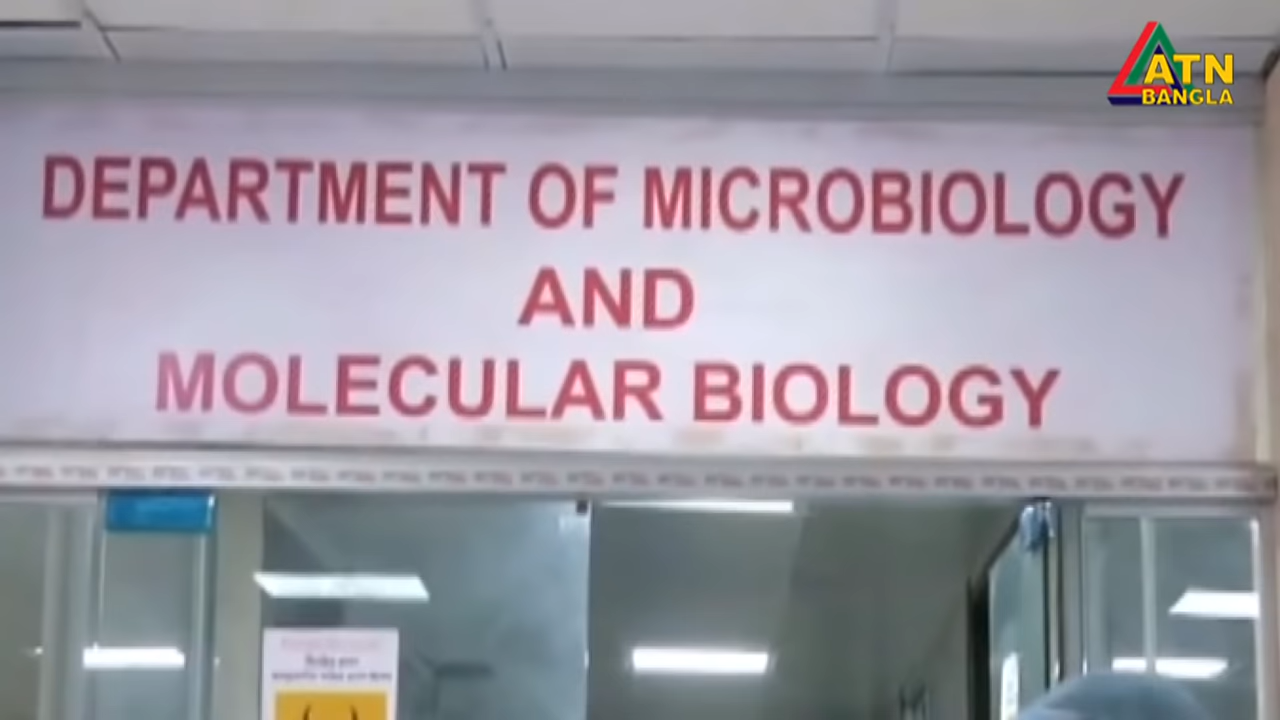 ATN
BANGLA
DEPARTMENT OF MICROBIOLOGY
AND
MOLECULAR BIOLOGY